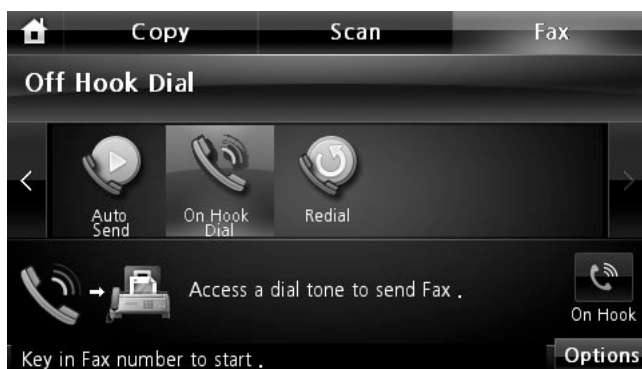 Copy
Scan
Fax
Off Hook Dial
Auto
Send
On Hook
Dial
Redial
Access a dial tone to send Fax .
On Hook
Key in Fax number to start .
Options